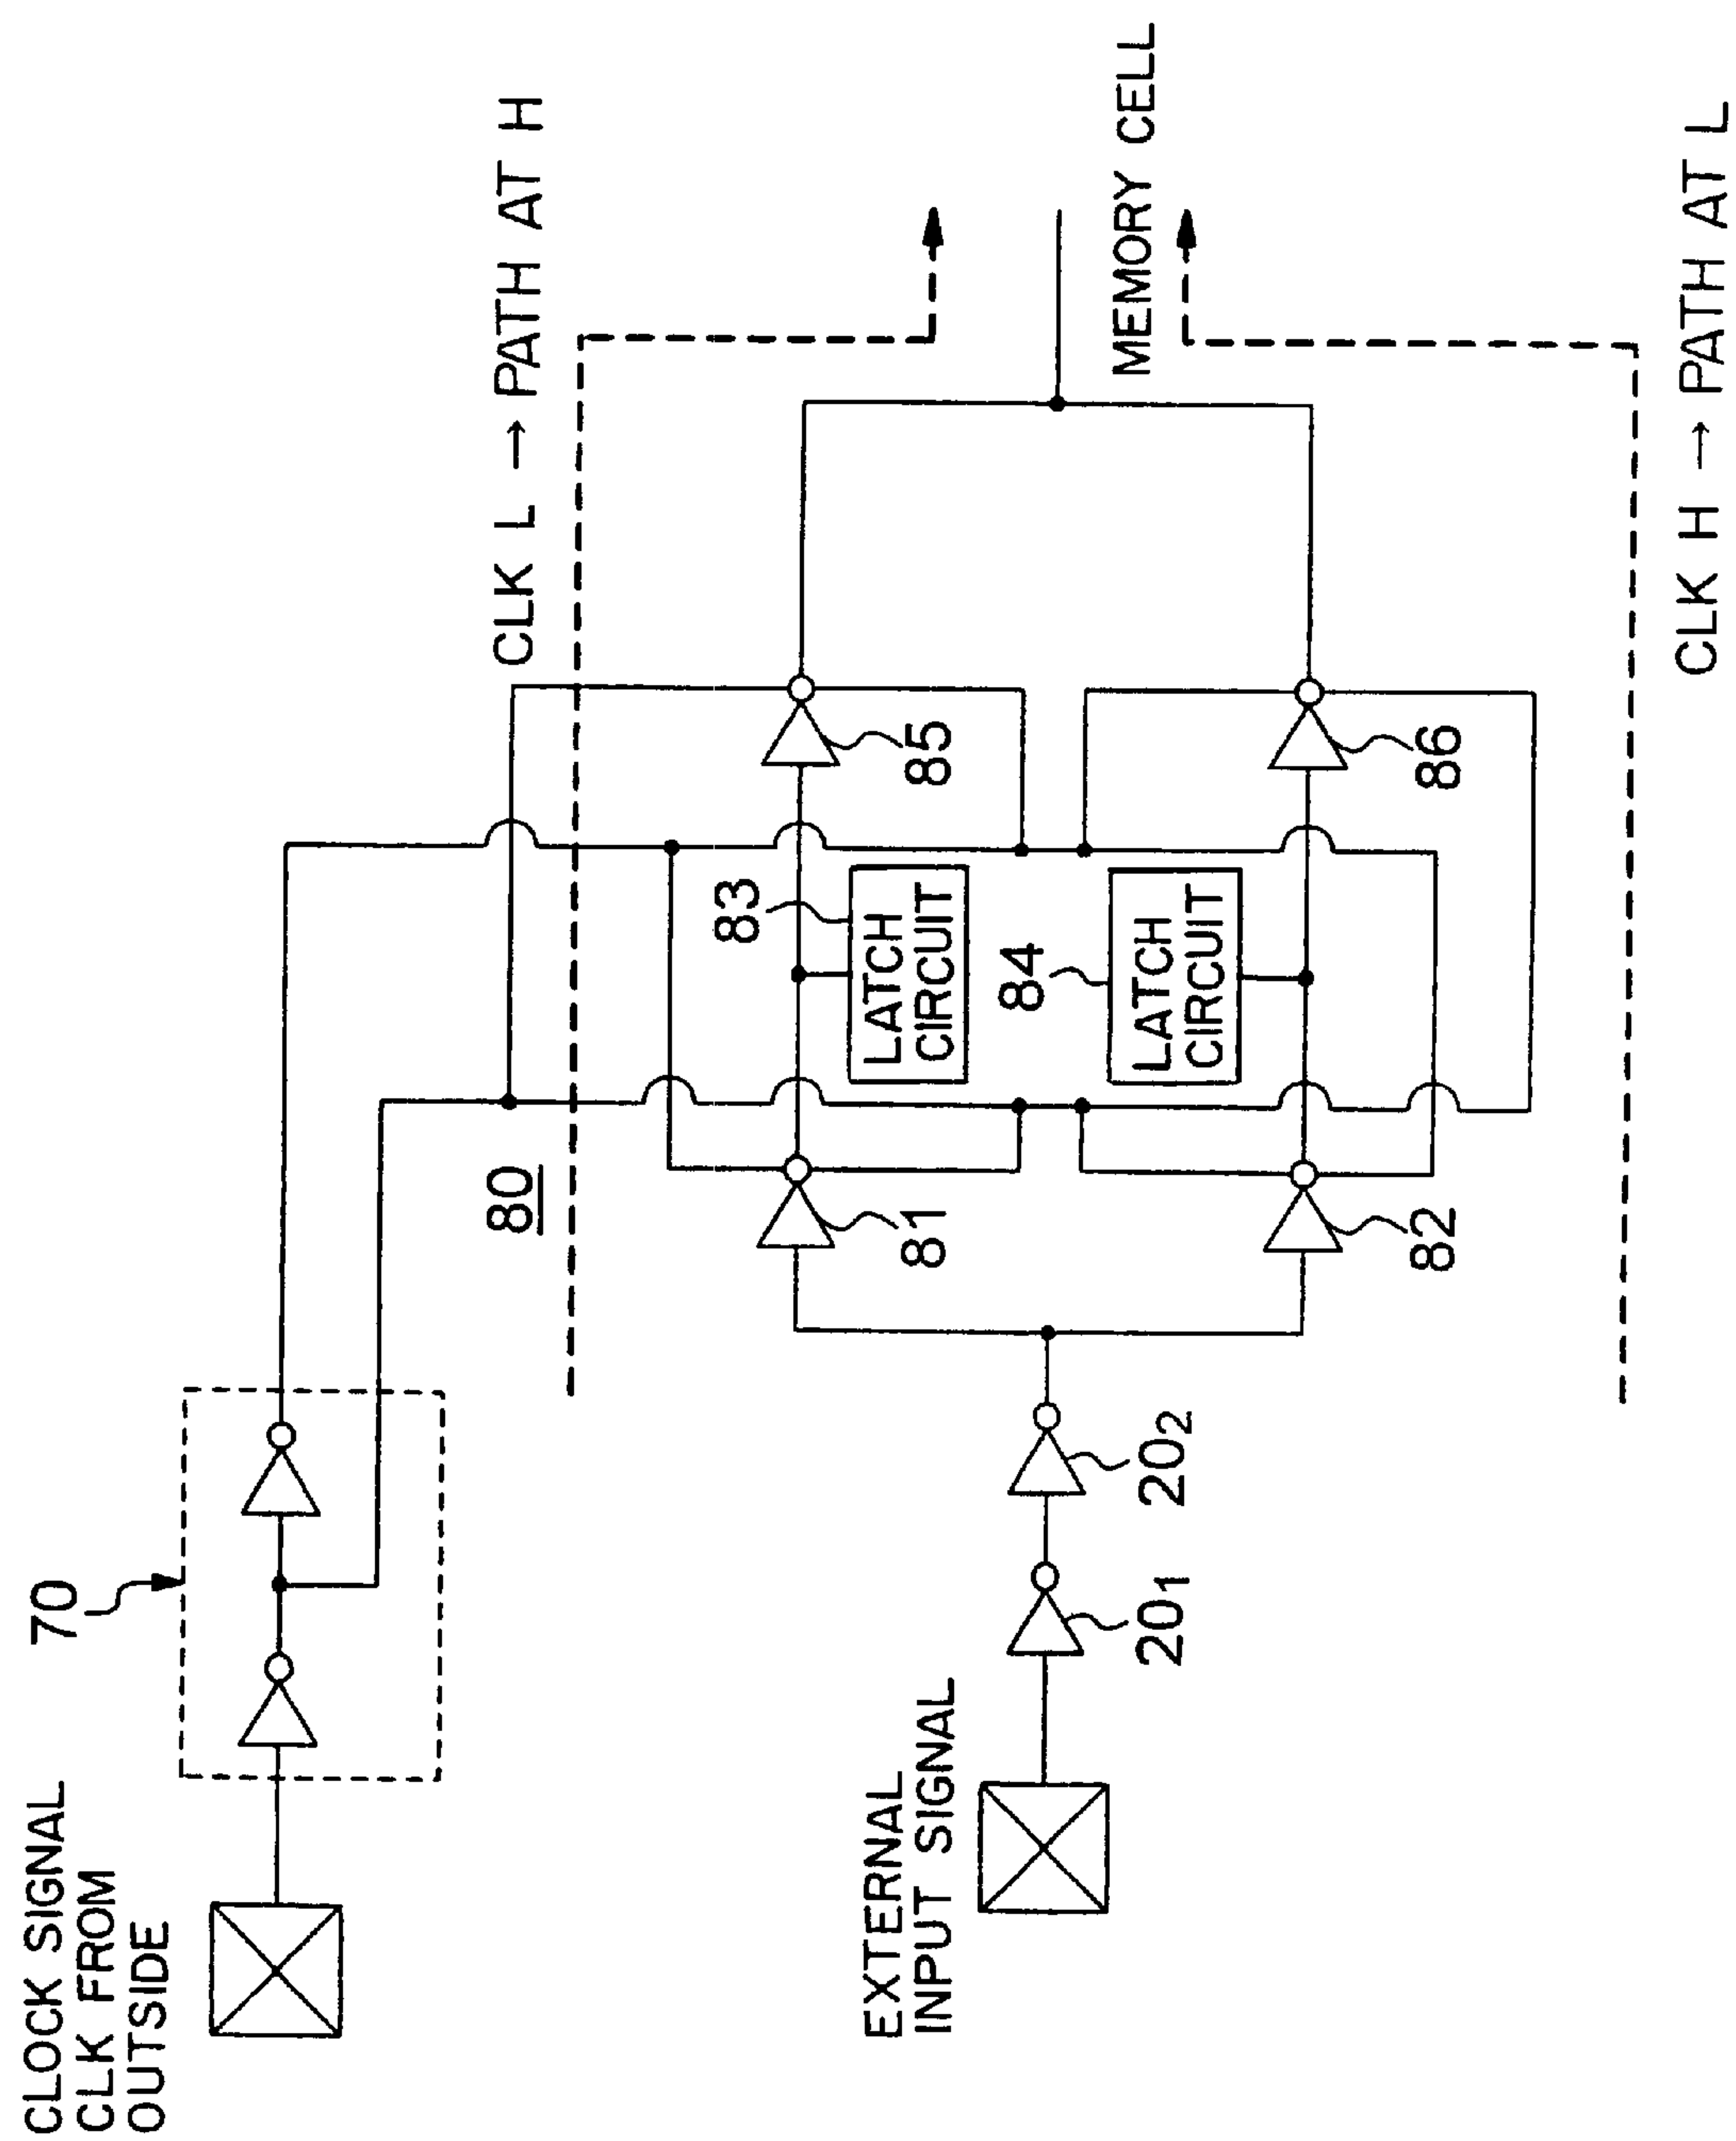 CLOCK SIGNAL
CLK FROM
OUTSIDE
70
CLK L → PATH AT H
80
EXTERNAL
INPUT SIGNAL
20₁
20₂
81
82
83
LATCH
CIRCUIT
84
LATCH
CIRCUIT
85
86
MEMORY CELL
CLK H → PATH AT L